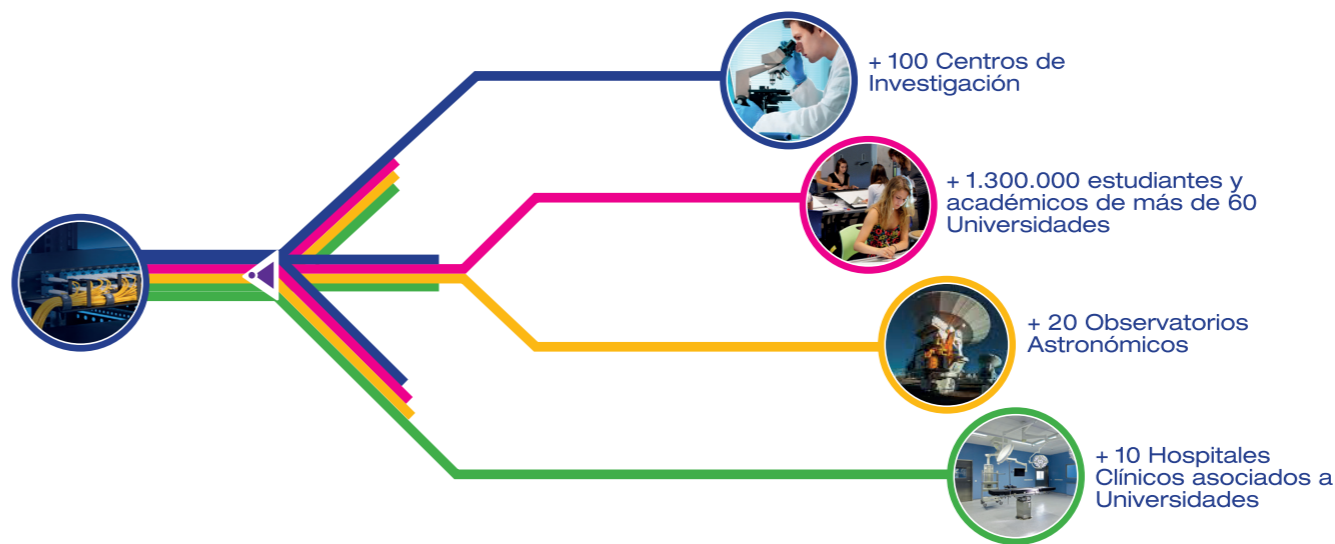 + 100 Centros de
Investigación
+ 1.300.000 estudiantes y
académicos de más de 60
Universidades
+ 20 Observatorios
Astronómicos
+ 10 Hospitales
Clínicos asociados a
Universidades